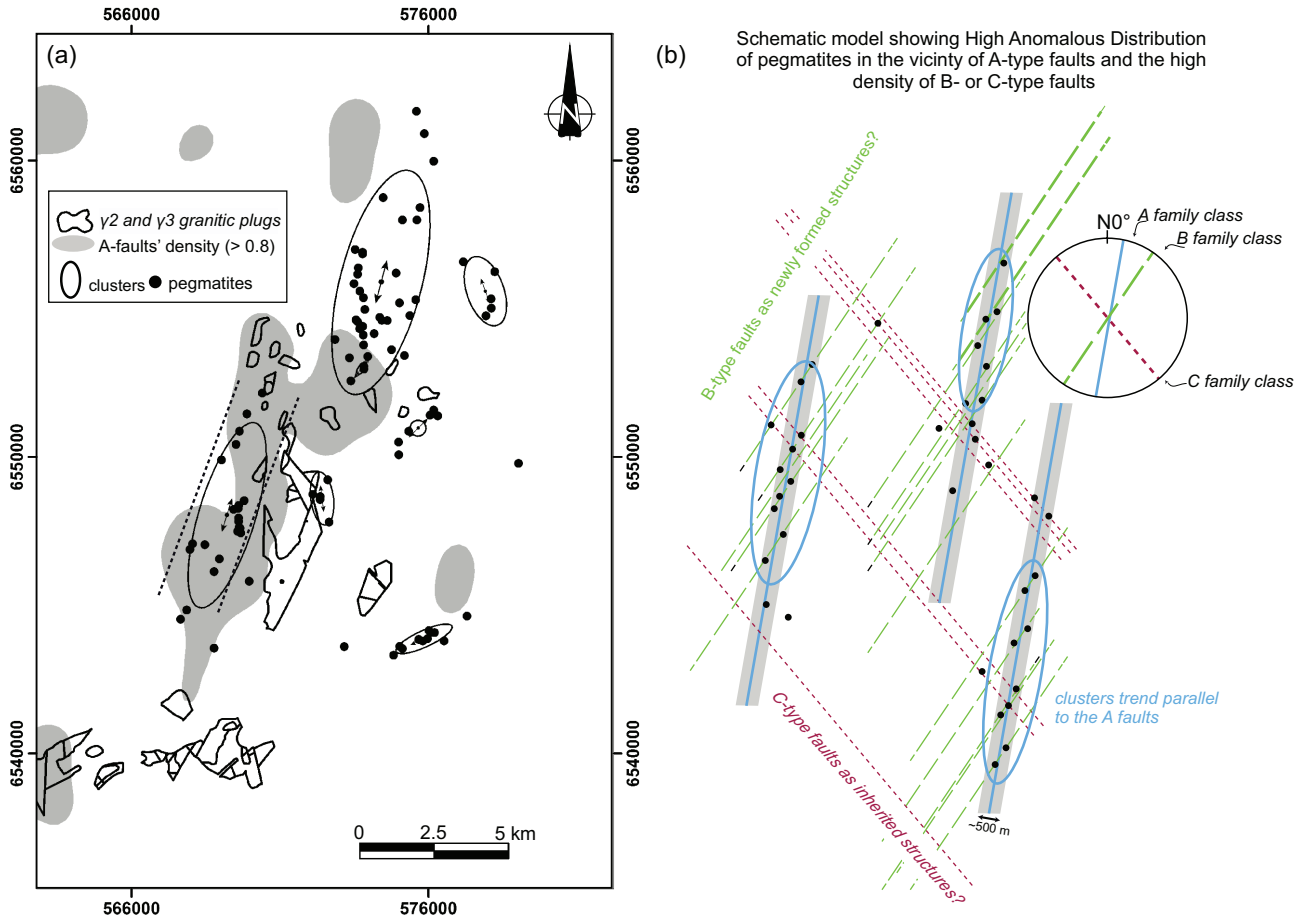 566000
576000
(a)
N
6560000
6560000
γ2 and γ3 granitic plugs
A-faults' density (> 0.8)
clusters
pegmatites
6550000
6550000
6540000
6540000
0
2.5
5 km
566000
576000
(b)
Schematic model showing High Anomalous Distribution
of pegmatites in the vicinity of A-type faults and the high
density of B- or C-type faults
B-type faults as newly formed structures?
N0°
A family class
B family class
C family class
clusters trend parallel
to the A faults
C-type faults as inherited structures?
~500 m